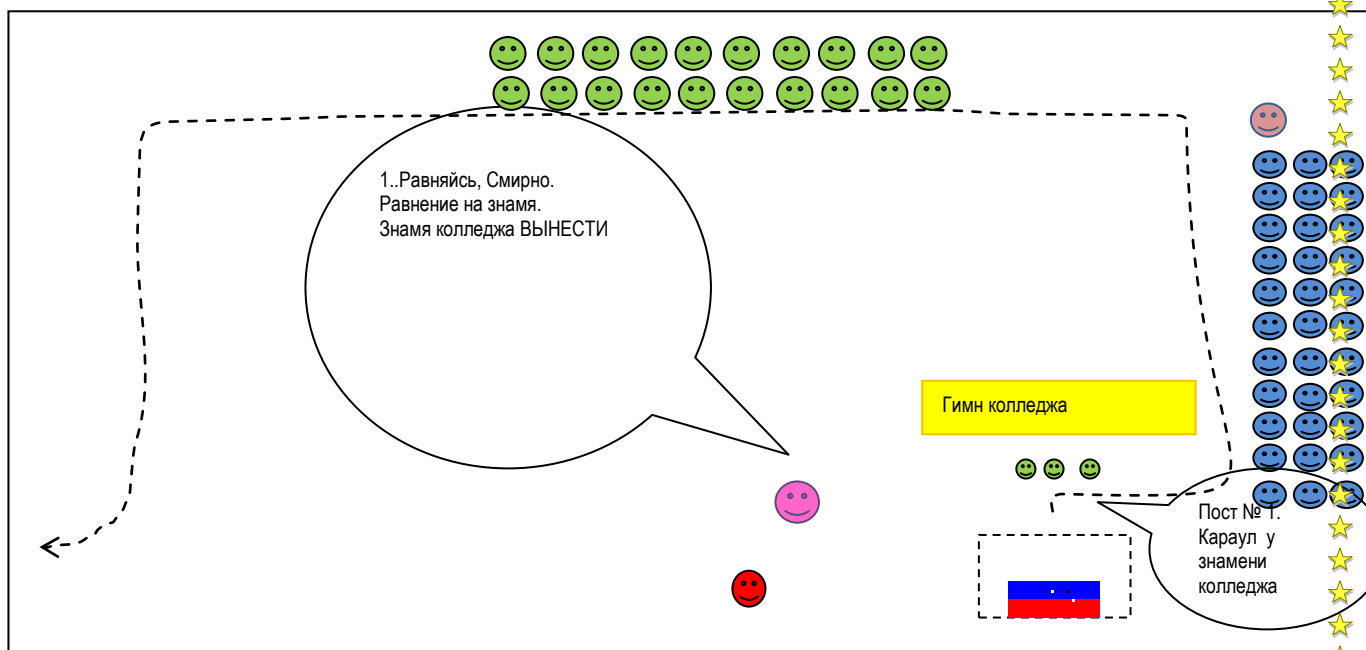 1..Равняйсь, Смирно.
Равнение на знамя.
Знамя колледжа ВЫНЕСТИ
Гимн колледжа
Пост № 1.
Караул у
знамени
колледжа